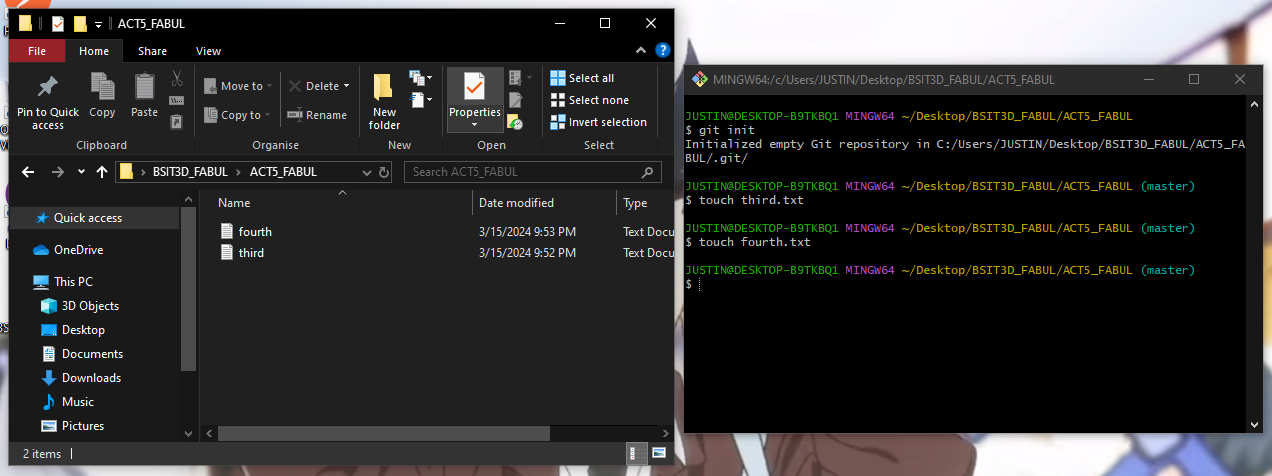 ACT5_FABUL
File Home Share View
Pin to Quick access
Copy
Paste
Clipboard
Move to
Copy to
Delete
Rename
Organise
New folder
New
Properties
Open
Select all
Select none
Invert selection
Select
BSIT3D_FABUL > ACT5_FABUL
Search ACT5_FABUL
Quick access
OneDrive
This PC
3D Objects
Desktop
Documents
Downloads
Music
Pictures
Name Date modified Type
fourth 3/15/2024 9:53 PM Text Docu
third 3/15/2024 9:52 PM Text Docu
2 items
MINGW64:/c/Users/JUSTIN/Desktop/BSIT3D_FABUL/ACT5_FABUL
JUSTIN@DESKTOP-B9TKBQ1 MINGW64 ~/Desktop/BSIT3D_FABUL/ACT5_FABUL
$ git init
Initialized empty Git repository in C:/Users/JUSTIN/Desktop/BSIT3D_FABUL/ACT5_FA
BUL/.git/
JUSTIN@DESKTOP-B9TKBQ1 MINGW64 ~/Desktop/BSIT3D_FABUL/ACT5_FABUL (master)
$ touch third.txt
JUSTIN@DESKTOP-B9TKBQ1 MINGW64 ~/Desktop/BSIT3D_FABUL/ACT5_FABUL (master)
$ touch fourth.txt
JUSTIN@DESKTOP-B9TKBQ1 MINGW64 ~/Desktop/BSIT3D_FABUL/ACT5_FABUL (master)
$